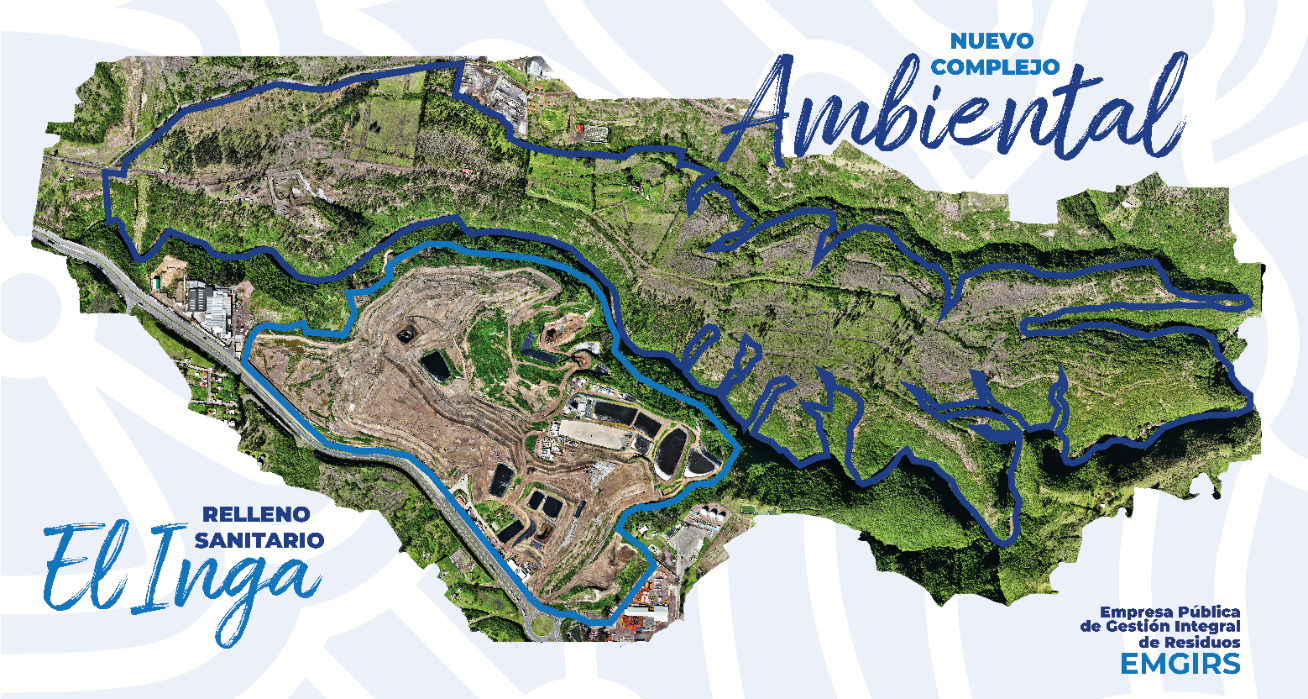 NUEVO
COMPLEJO
Ambiental
RELLENO
SANITARIO
El Inga
Empresa Pública
de Gestión Integral
de Residuos
EMGIRS